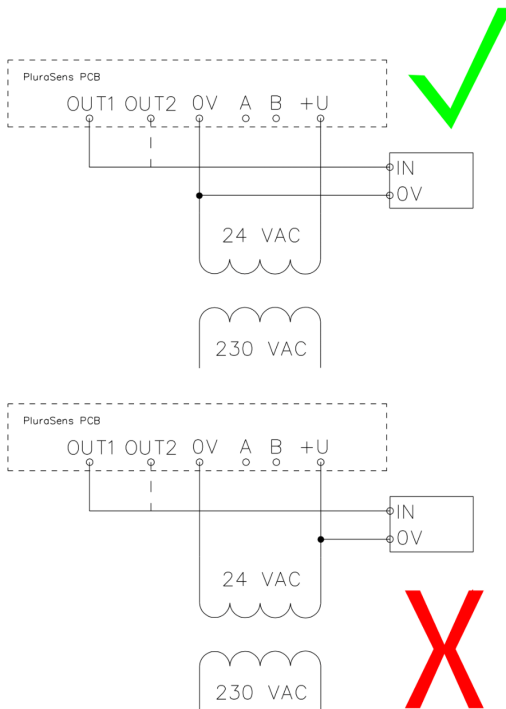 PluraSens PCB
OUT1 OUT2 0V A B +U
IN
0V
24 VAC
230 VAC
PluraSens PCB
OUT1 OUT2 0V A B +U
IN
0V
24 VAC
230 VAC